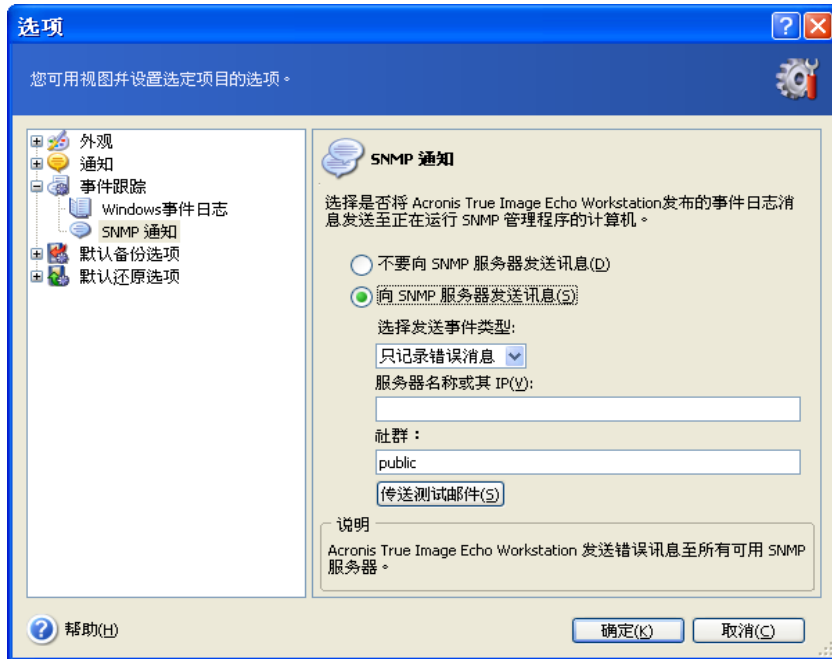 选项
您可用视图并设置选定项目的选项。
外观
通知
事件跟踪
Windows事件日志
SNMP 通知
默认备份选项
默认还原选项
SNMP 通知
选择是否将 Acronis True Image Echo Workstation发布的事件日志消
息发送至正在运行 SNMP 管理程序的计算机。
不要向 SNMP 服务器发送讯息(D)
向 SNMP 服务器发送讯息(S)
选择发送事件类型:
只记录错误消息
服务器名称或其 IP(V):
社群：
public
传送测试邮件(S)
说明
Acronis True Image Echo Workstation 发送错误讯息至所有可用 SNMP
服务器。
帮助(H)
确定(K)
取消(C)